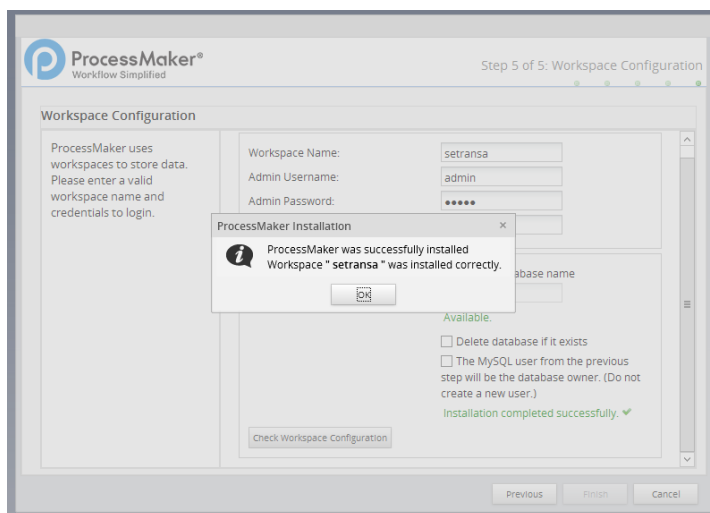 ProcessMaker®
Workflow Simplified
Step 5 of 5: Workspace Configuration
Workspace Configuration
ProcessMaker uses
workspaces to store data.
Please enter a valid
workspace name and
credentials to login.
Workspace Name:
setransa
Admin Username:
admin
Admin Password:
•••••
ProcessMaker Installation
×
ProcessMaker was successfully installed
Workspace " setransa " was installed correctly.
OK
abase name
Available.
Delete database if it exists
The MySQL user from the previous
step will be the database owner. (Do not
create a new user.)
Installation completed successfully. ✔
Check Workspace Configuration
Previous
Finish
Cancel